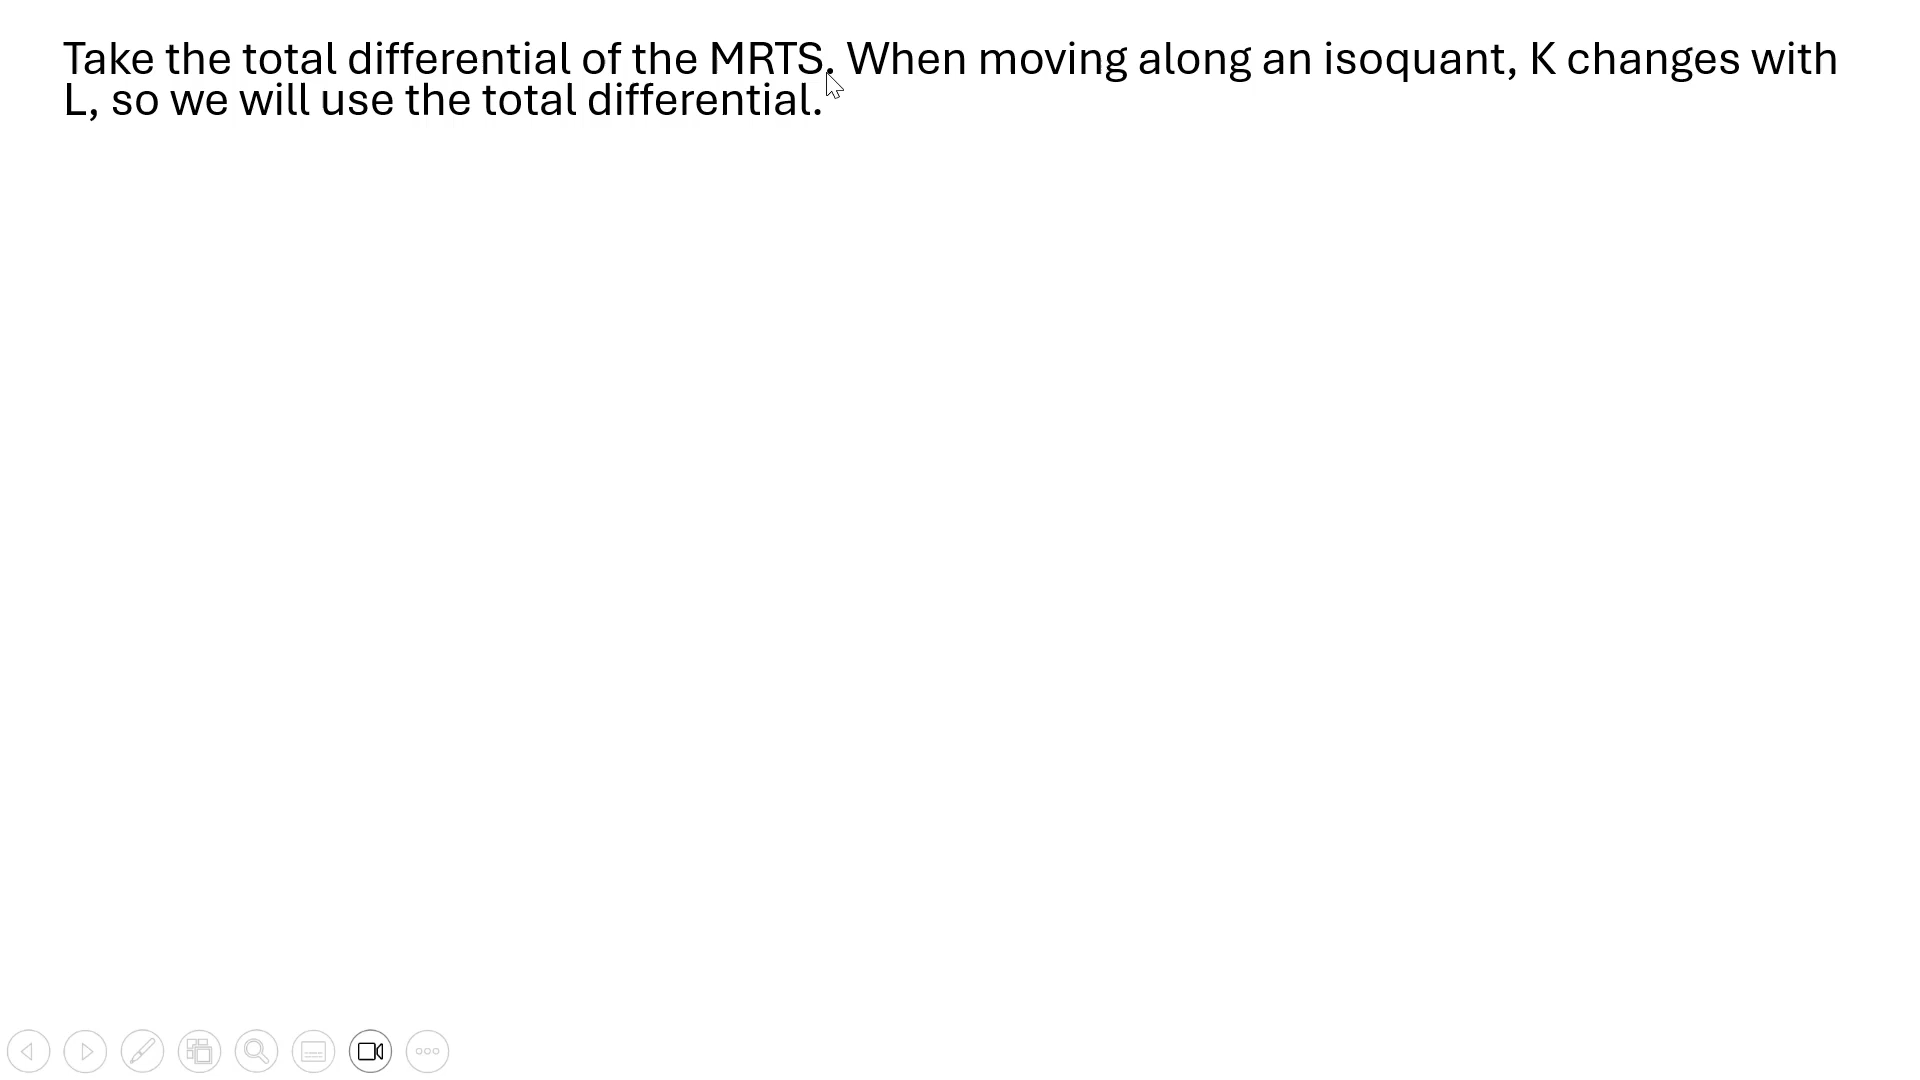 Take the total differential of the MRTS. When moving along an isoquant, K changes with
L, so we will use the total differential.